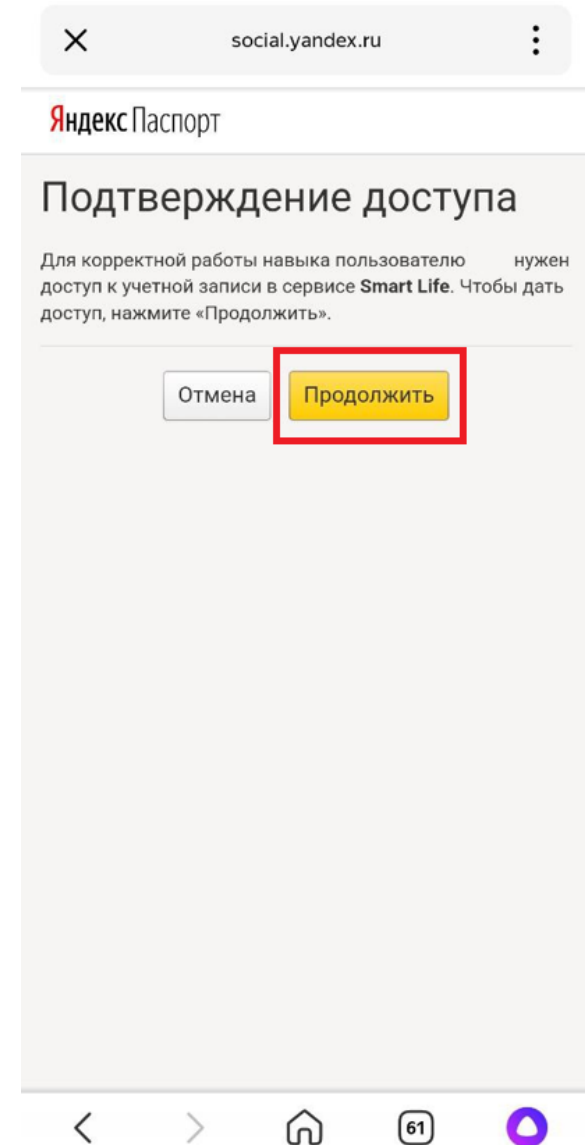 social.yandex.ru
Яндекс Паспорт
Подтверждение доступа
Для корректной работы навыка пользователю нужен
доступ к учетной записи в сервисе Smart Life. Чтобы дать
доступ, нажмите «Продолжить».
Отмена Продолжить
61